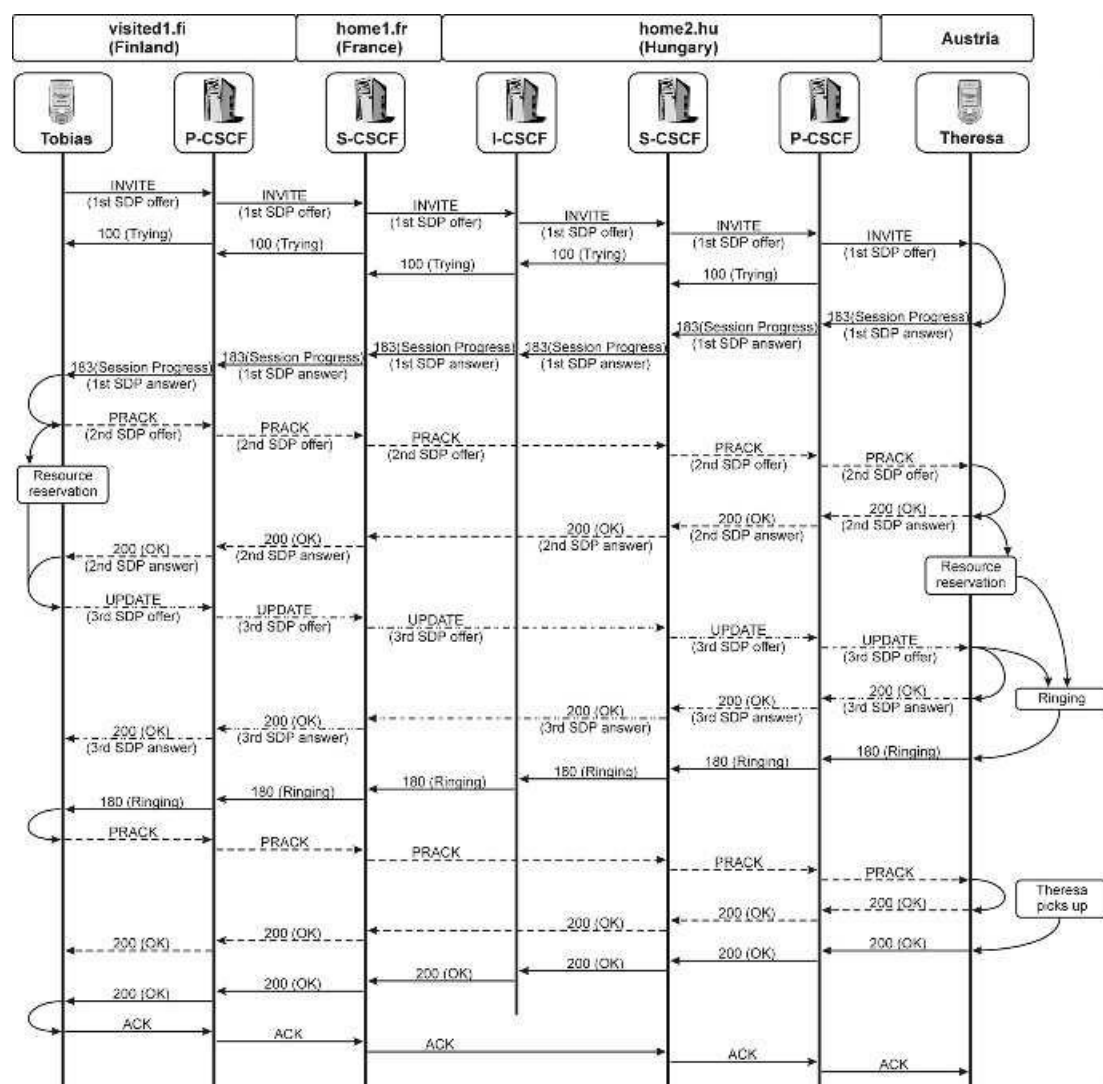 visited1.fi
(Finland)
home1.fr
(France)
home2.hu
(Hungary)
Austria
Tobias
P-CSCF
S-CSCF
I-CSCF
S-CSCF
P-CSCF
Theresa
INVITE
(1st SDP offer)
INVITE
(1st SDP offer)
INVITE
(1st SDP offer)
INVITE
(1st SDP offer)
INVITE
(1st SDP offer)
INVITE
(1st SDP offer)
100 (Trying)
100 (Trying)
100 (Trying)
100 (Trying)
100 (Trying)
183(Session Progress)
(1st SDP answer)
183(Session Progress)
(1st SDP answer)
183(Session Progress)
(1st SDP answer)
183(Session Progress)
(1st SDP answer)
183(Session Progress)
(1st SDP answer)
183(Session Progress)
(1st SDP answer)
PRACK
(2nd SDP offer)
PRACK
(2nd SDP offer)
PRACK
(2nd SDP offer)
PRACK
(2nd SDP offer)
PRACK
(2nd SDP offer)
Resource
reservation
200 (OK)
(2nd SDP answer)
200 (OK)
(2nd SDP answer)
200 (OK)
(2nd SDP answer)
200 (OK)
(2nd SDP answer)
200 (OK)
(2nd SDP answer)
Resource
reservation
UPDATE
(3rd SDP offer)
UPDATE
(3rd SDP offer)
UPDATE
(3rd SDP offer)
UPDATE
(3rd SDP offer)
UPDATE
(3rd SDP offer)
Ringing
200 (OK)
(3rd SDP answer)
200 (OK)
(3rd SDP answer)
200 (OK)
(3rd SDP answer)
200 (OK)
(3rd SDP answer)
200 (OK)
(3rd SDP answer)
180 (Ringing)
180 (Ringing)
180 (Ringing)
180 (Ringing)
180 (Ringing)
180 (Ringing)
PRACK
PRACK
PRACK
PRACK
PRACK
Theresa
picks up
200 (OK)
200 (OK)
200 (OK)
200 (OK)
200 (OK)
200 (OK)
200 (OK)
200 (OK)
200 (OK)
200 (OK)
200 (OK)
ACK
ACK
ACK
ACK
ACK